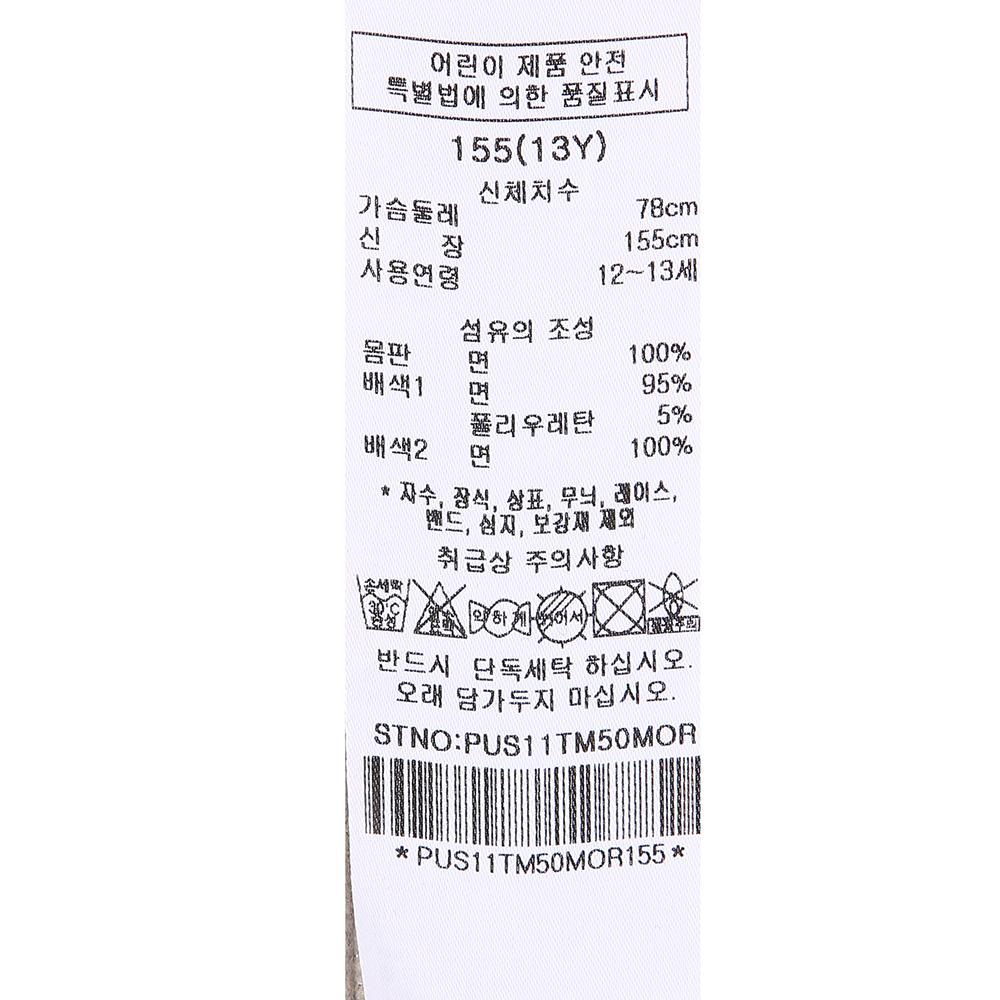 어린이 제품 안전
특별법에 의한 품질표시
155(13Y)
신체치수
가슴둘레 78cm
신 장 155cm
사용연령 12~13세
섬유의 조성
몸판 면 100%
배색1 면 95%
폴리우레탄 5%
배색2 면 100%
* 자수, 장식, 상표, 무늬, 레이스,
밴드, 심지, 보강재 제외
취급상 주의사항
손세탁
30℃
중성
약하게
반드시 단독세탁 하십시오.
오래 담가두지 마십시오.
STNO:PUS11TM50MOR
*PUS11TM50MOR155*